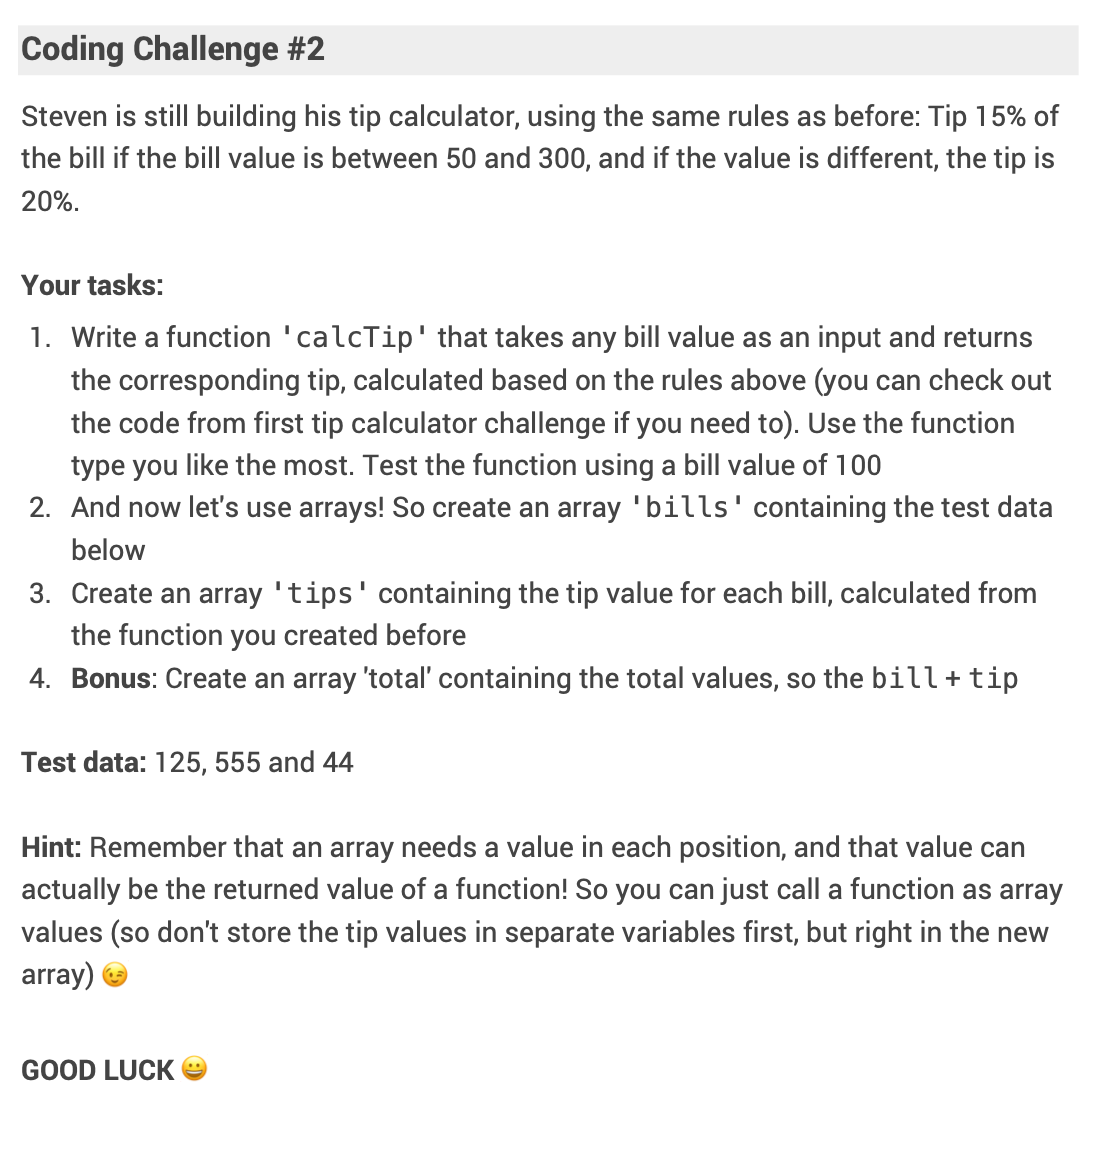 Coding Challenge #2
Steven is still building his tip calculator, using the same rules as before: Tip 15% of
the bill if the bill value is between 50 and 300, and if the value is different, the tip is
20%.
Your tasks:
1. Write a function 'calcTip' that takes any bill value as an input and returns
the corresponding tip, calculated based on the rules above (you can check out
the code from first tip calculator challenge if you need to). Use the function
type you like the most. Test the function using a bill value of 100
2. And now let's use arrays! So create an array 'bills' containing the test data
below
3. Create an array 'tips' containing the tip value for each bill, calculated from
the function you created before
4. Bonus: Create an array 'total' containing the total values, so the bill + tip
Test data: 125, 555 and 44
Hint: Remember that an array needs a value in each position, and that value can
actually be the returned value of a function! So you can just call a function as array
values (so don't store the tip values in separate variables first, but right in the new
array) 😉
GOOD LUCK 😀